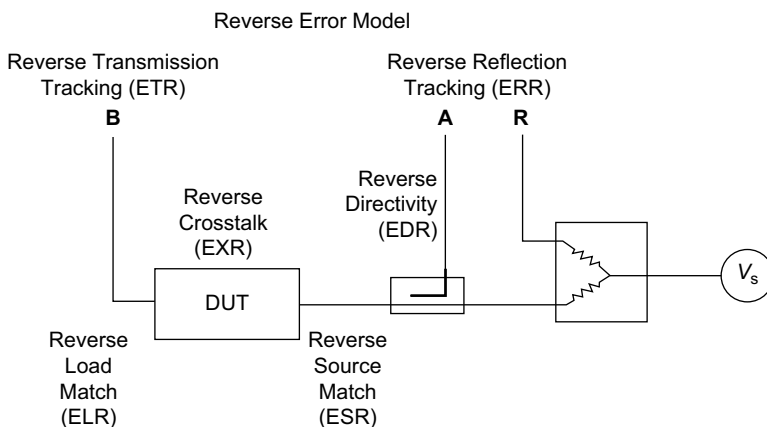 Reverse Error Model
Reverse Transmission
Tracking (ETR)
B
Reverse Reflection
Tracking (ERR)
A
R
Reverse
Directivity
(EDR)
Reverse
Crosstalk
(EXR)
DUT
Vs
Reverse
Load
Match
(ELR)
Reverse
Source
Match
(ESR)